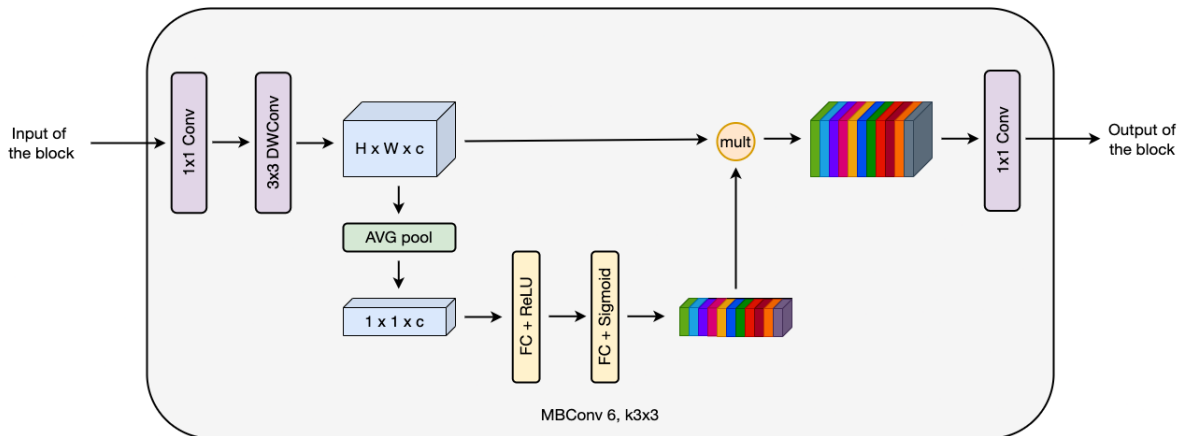 Input of
the block
1x1 Conv
3x3 DWConv
H x W x c
AVG pool
1 x 1 x c
FC + ReLU
FC + Sigmoid
mult
1x1 Conv
Output of
the block
MBConv 6, k3x3